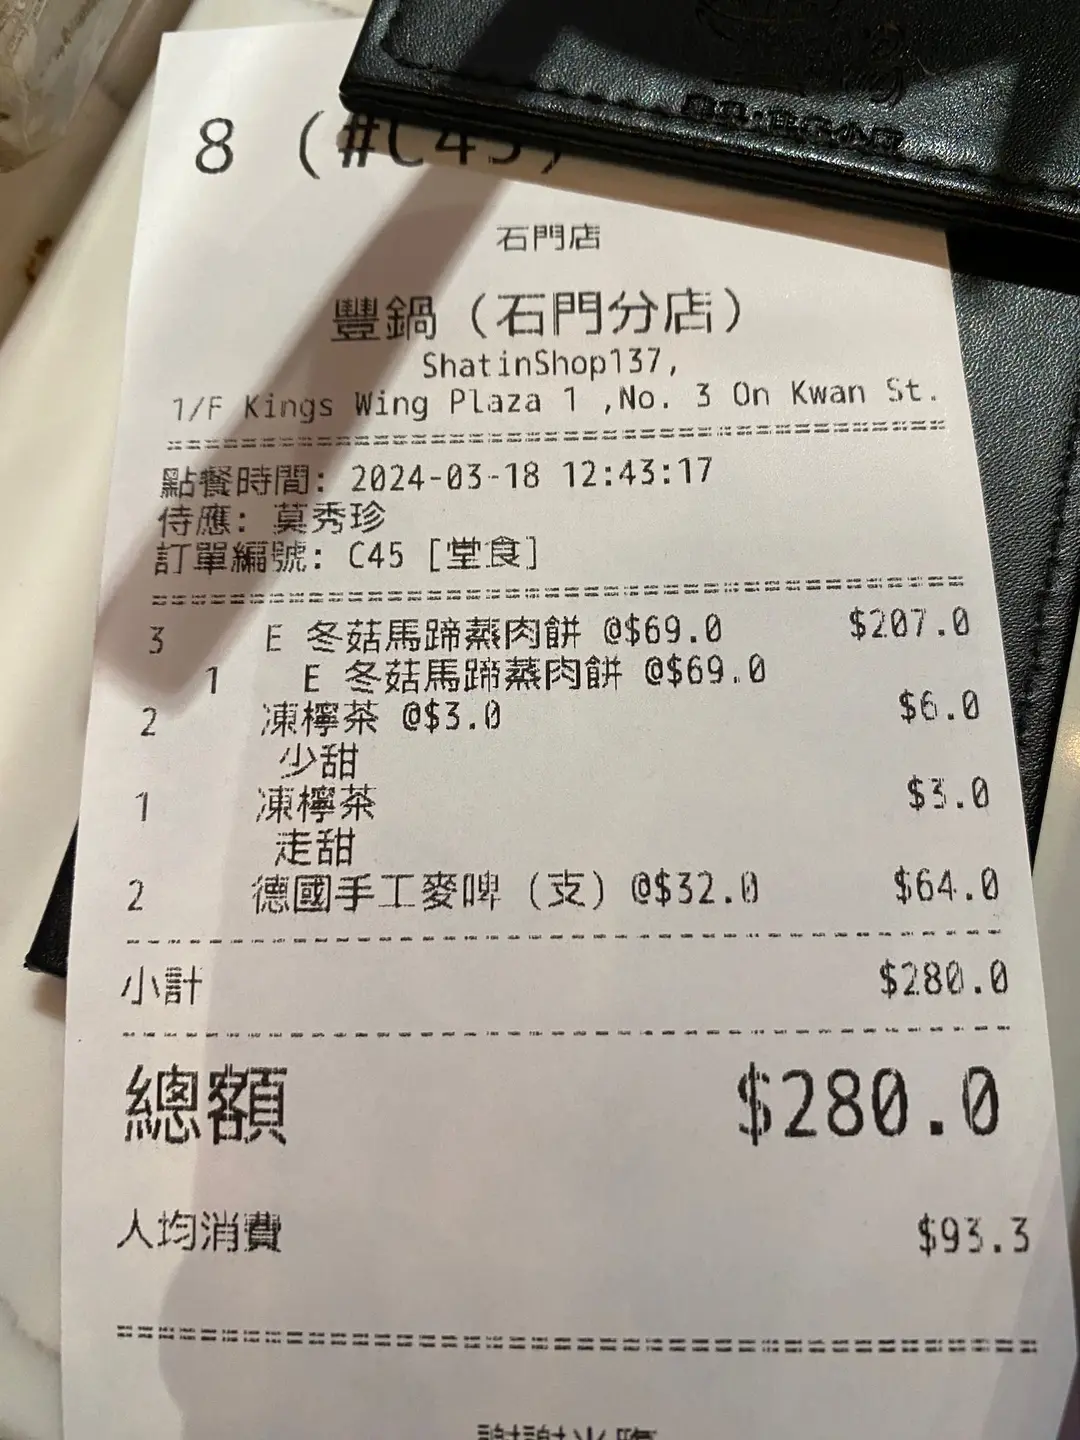 8 (#C45)
石門店
豐鍋（石門分店）
ShatinShop137,
1/F Kings Wing Plaza 1 ,No. 3 On Kwan St.
點餐時間: 2024-03-18 12:43:17
侍應: 莫秀珍
訂單編號: C45 [堂食]
3 E 冬菇馬蹄蒸肉餅 @$69.0 $207.0
1 E 冬菇馬蹄蒸肉餅 @$69.0
2 凍檸茶 @$3.0 $6.0
少甜
1 凍檸茶 $3.0
走甜
2 德國手工麥啤（支）@$32.0 $64.0
小計 $280.0
總額 $280.0
人均消費 $93.3
謝謝光臨